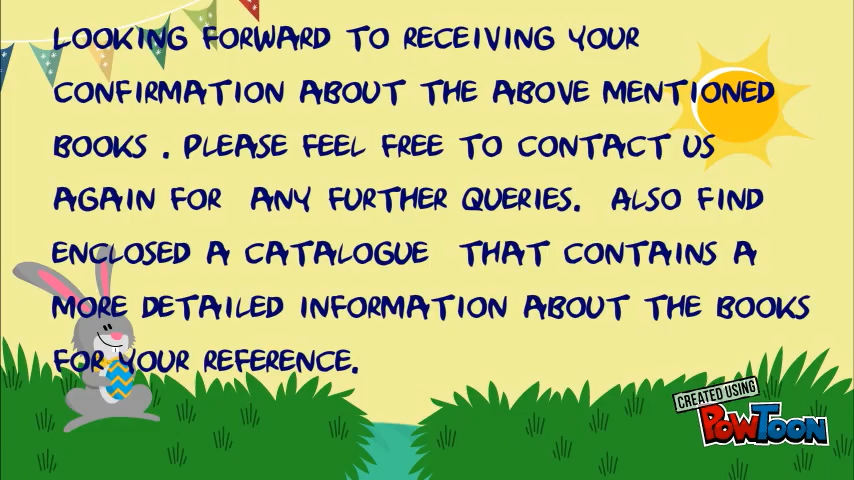 LOOKING FORWARD TO RECEIVING YOUR
CONFIRMATION ABOUT THE ABOVE MENTIONED
BOOKS . PLEASE FEEL FREE TO CONTACT US
AGAIN FOR ANY FURTHER QUERIES. ALSO FIND
ENCLOSED A CATALOGUE THAT CONTAINS A
MORE DETAILED INFORMATION ABOUT THE BOOKS
FOR YOUR REFERENCE.
CREATED USING
POWTOON